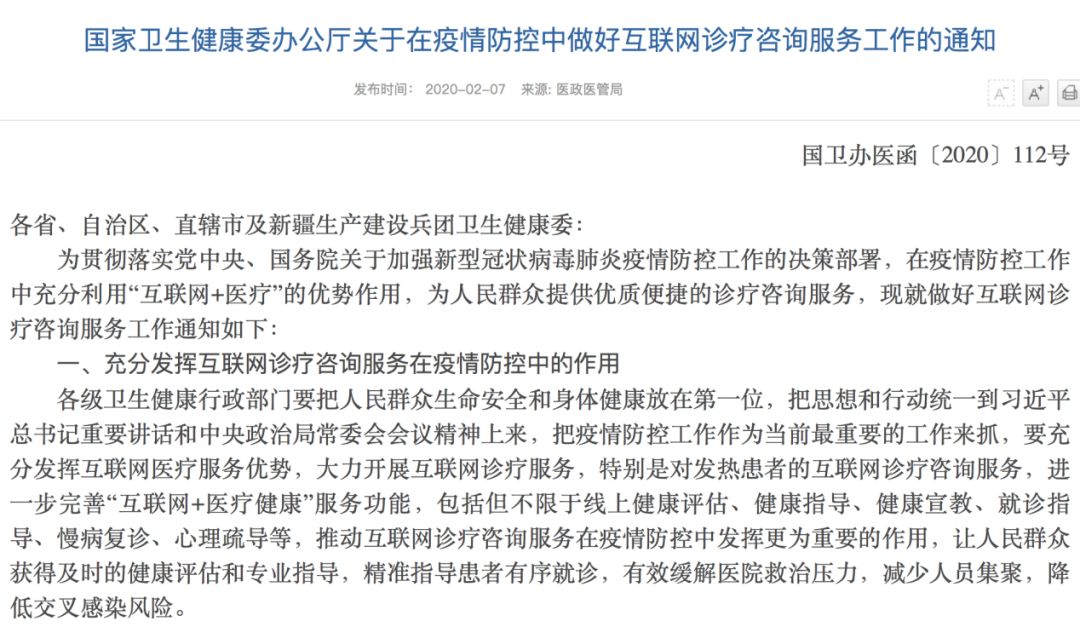 国家卫生健康委办公厅关于在疫情防控中做好互联网诊疗咨询服务工作的通知
发布时间： 2020-02-07 来源: 医政医管局
A- A+
国卫办医函〔2020〕112号
各省、自治区、直辖市及新疆生产建设兵团卫生健康委：
为贯彻落实党中央、国务院关于加强新型冠状病毒肺炎疫情防控工作的决策部署，在疫情防控工作
中充分利用“互联网+医疗”的优势作用，为人民群众提供优质便捷的诊疗咨询服务，现就做好互联网诊
疗咨询服务工作通知如下：
一、充分发挥互联网诊疗咨询服务在疫情防控中的作用
各级卫生健康行政部门要把人民群众生命安全和身体健康放在第一位，把思想和行动统一到习近平
总书记重要讲话和中央政治局常委会会议精神上来，把疫情防控工作作为当前最重要的工作来抓，要充
分发挥互联网医疗服务优势，大力开展互联网诊疗服务，特别是对发热患者的互联网诊疗咨询服务，进
一步完善“互联网+医疗健康”服务功能，包括但不限于线上健康评估、健康指导、健康宣教、就诊指
导、慢病复诊、心理疏导等，推动互联网诊疗咨询服务在疫情防控中发挥更为重要的作用，让人民群众
获得及时的健康评估和专业指导，精准指导患者有序就诊，有效缓解医院救治压力，减少人员集聚，降
低交叉感染风险。